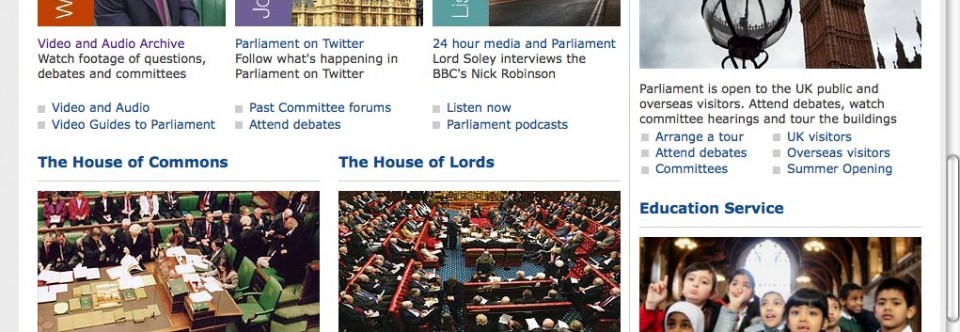 W
Jo
Lis
Video and Audio Archive
Watch footage of questions,
debates and committees
Video and Audio
Video Guides to Parliament
Parliament on Twitter
Follow what's happening in
Parliament on Twitter
Past Committee forums
Attend debates
24 hour media and Parliament
Lord Soley interviews the
BBC's Nick Robinson
Listen now
Parliament podcasts
Parliament is open to the UK public and
overseas visitors. Attend debates, watch
committee hearings and tour the buildings
Arrange a tour
Attend debates
Committees
UK visitors
Overseas visitors
Summer Opening
The House of Commons
The House of Lords
Education Service